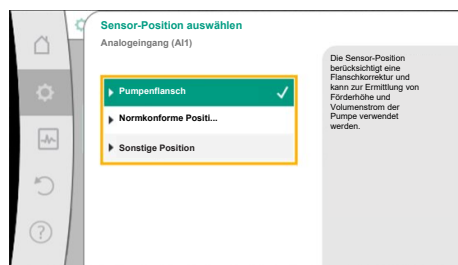 Sensor-Position auswählen
Analogeingang (AI1)
Pumpenflansch
Normkonforme Positi...
Sonstige Position
Die Sensor-Position
berücksichtigt eine
Flanschkorrektur und
kann zur Ermittlung von
Förderhöhe und
Volumenstrom der
Pumpe verwendet
werden.
?